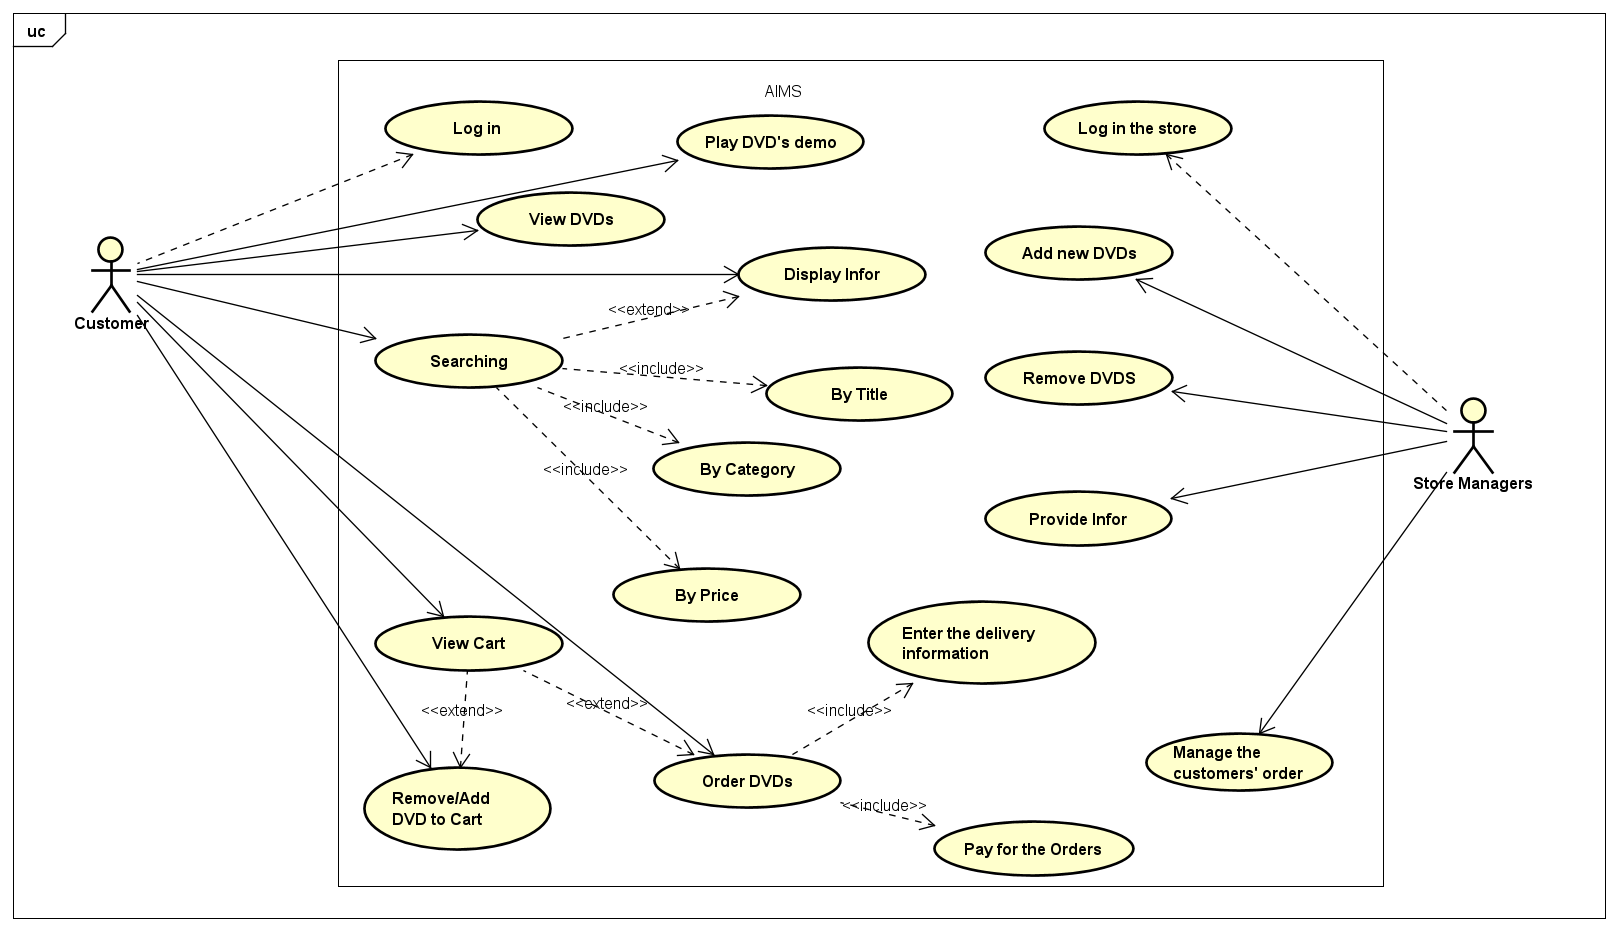 uc
AIMS
Log in
Play DVD's demo
Log in the store
View DVDs
Add new DVDs
Display Infor
<<extend>>
Customer
Searching
<<include>>
By Title
Remove DVDS
<<include>>
By Category
<<include>>
Store Managers
Provide Infor
By Price
View Cart
Enter the delivery
information
<<extend>>
<<extend>>
<<include>>
Order DVDs
Manage the
customers' order
Remove/Add
DVD to Cart
<<include>>
Pay for the Orders